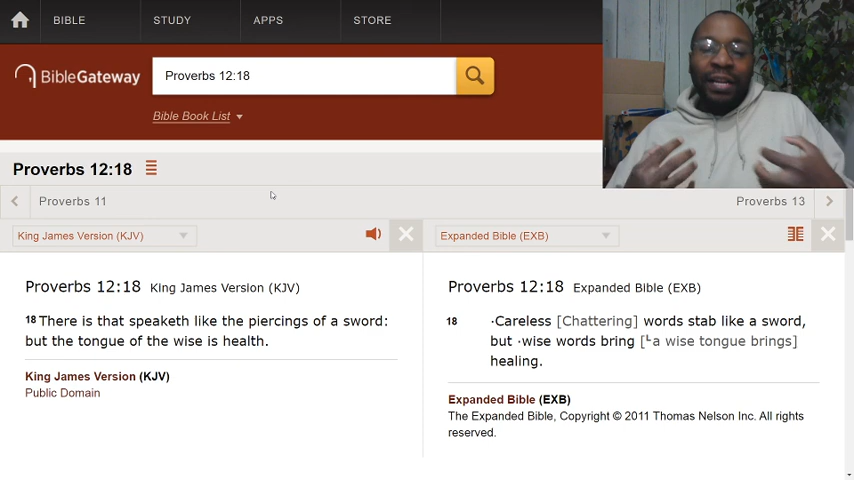 BIBLE STUDY APPS STORE
BibleGateway Proverbs 12:18
Bible Book List
Proverbs 12:18
Proverbs 11 Proverbs 13
King James Version (KJV)
Proverbs 12:18 King James Version (KJV)
18 There is that speaketh like the piercings of a sword:
but the tongue of the wise is health.
King James Version (KJV)
Public Domain
Expanded Bible (EXB)
Proverbs 12:18 Expanded Bible (EXB)
18 ·Careless [Chattering] words stab like a sword,
but ·wise words bring [└a wise tongue brings]
healing.
Expanded Bible (EXB)
The Expanded Bible, Copyright © 2011 Thomas Nelson Inc. All rights
reserved.